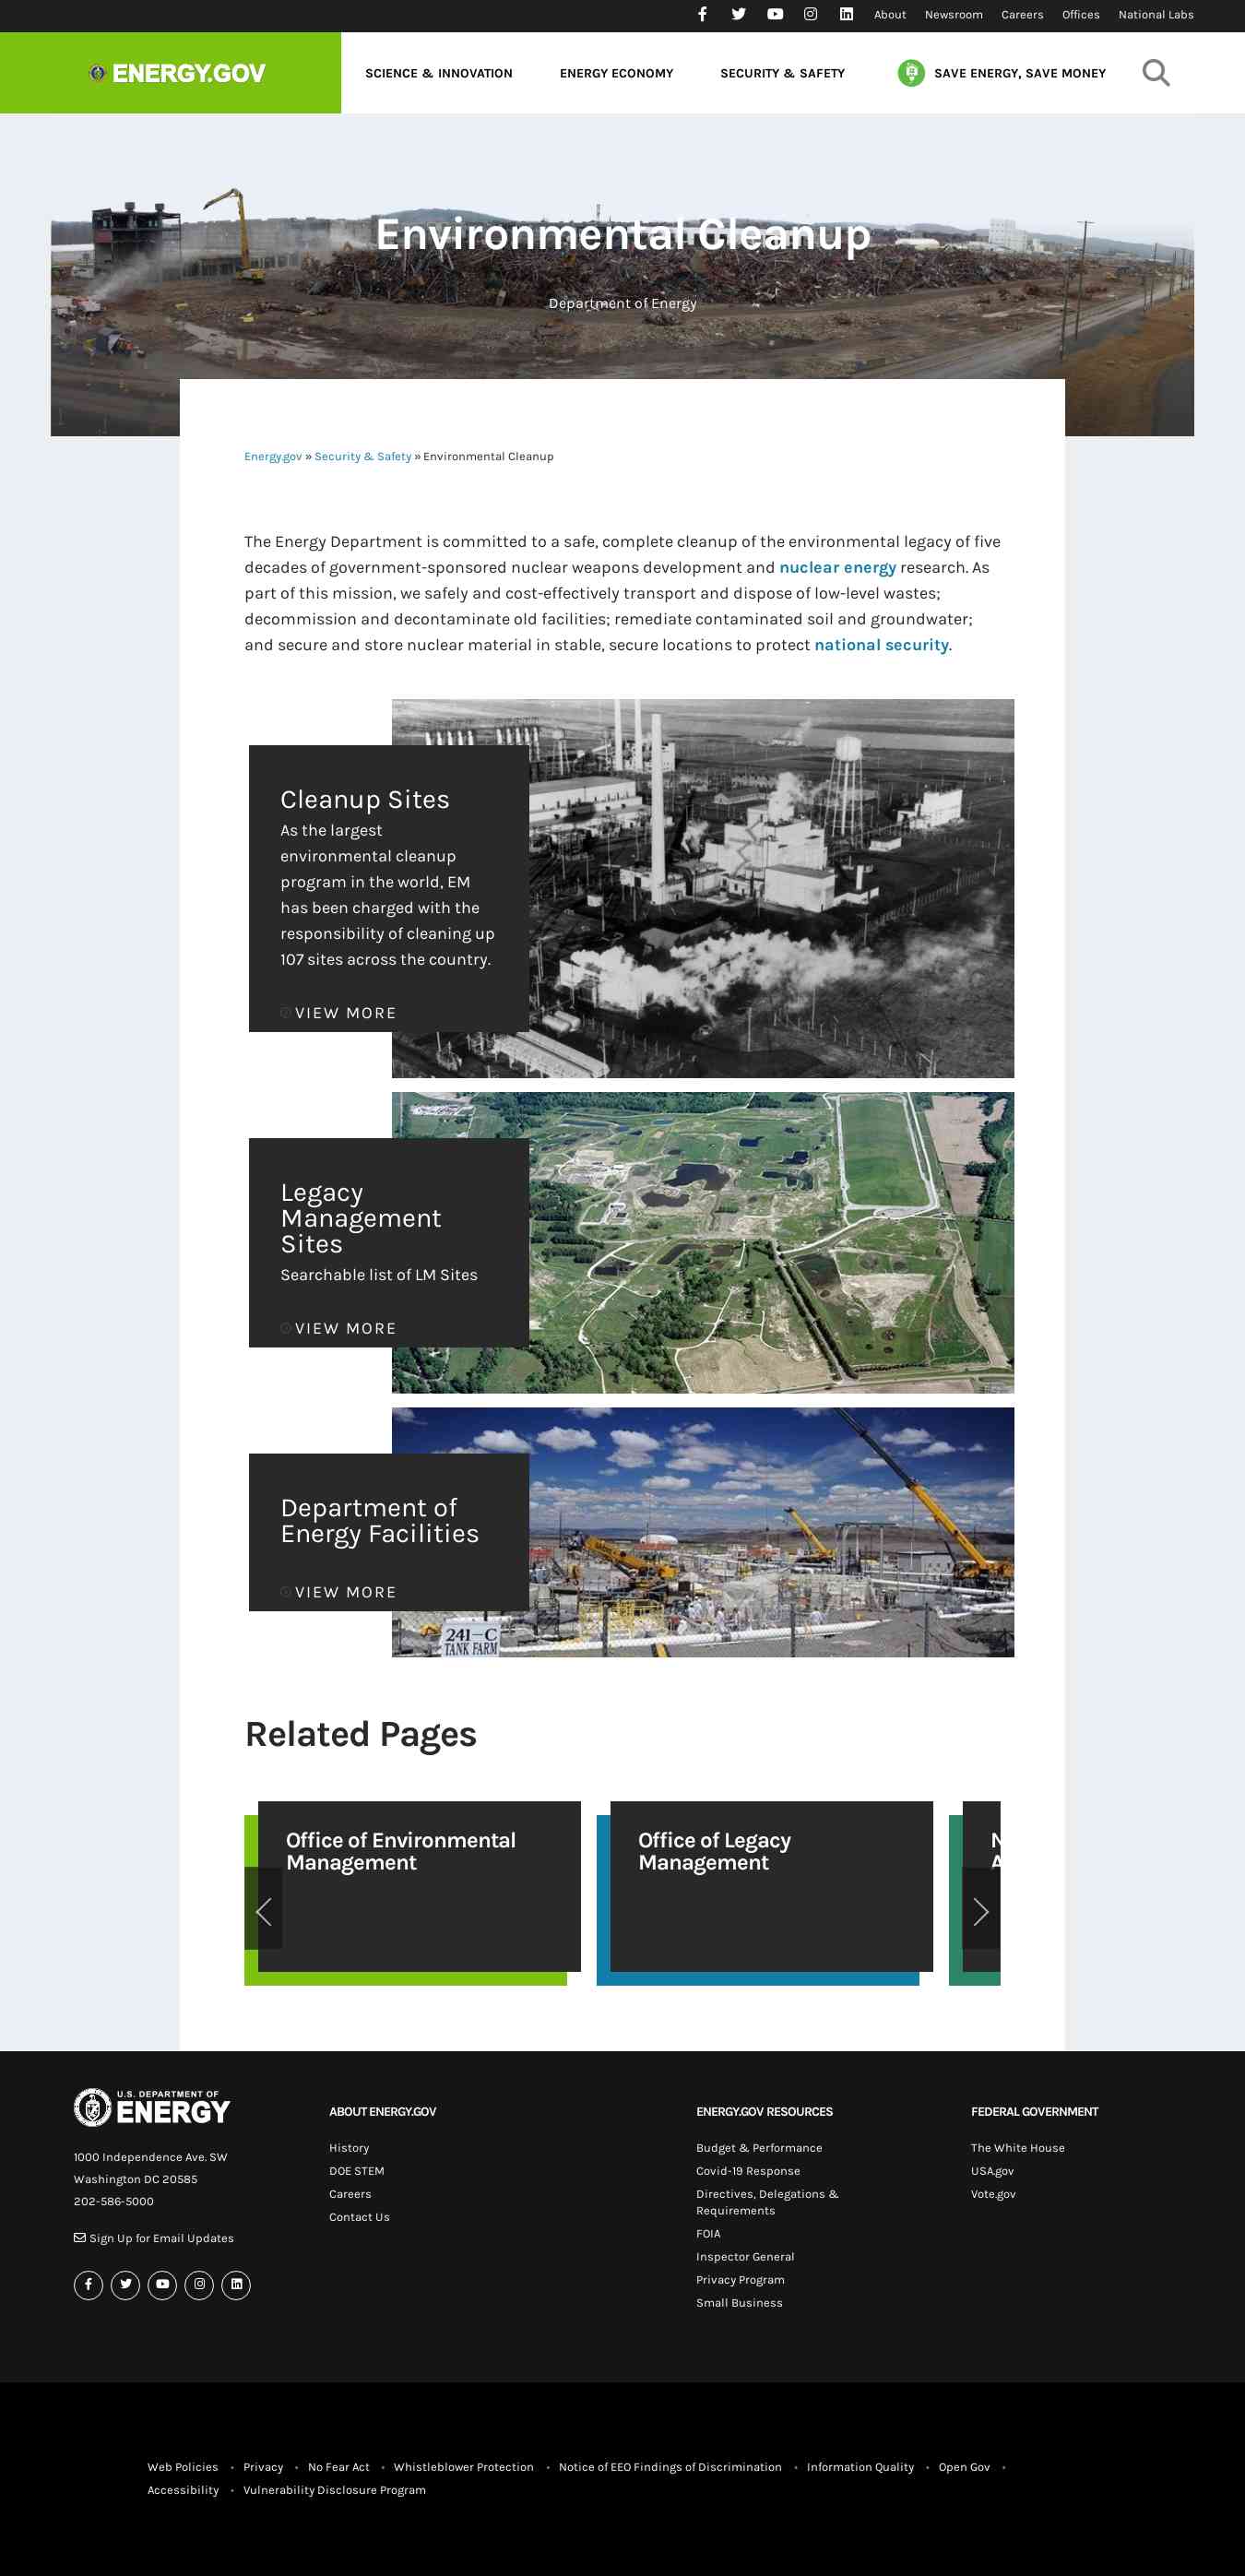 About Newsroom Careers Offices National Labs
ENERGY.GOV SCIENCE & INNOVATION ENERGY ECONOMY SECURITY & SAFETY SAVE ENERGY, SAVE MONEY
Environmental Cleanup
Department of Energy
Energy.gov » Security & Safety » Environmental Cleanup
The Energy Department is committed to a safe, complete cleanup of the environmental legacy of five
decades of government-sponsored nuclear weapons development and nuclear energy research. As
part of this mission, we safely and cost-effectively transport and dispose of low-level wastes;
decommission and decontaminate old facilities; remediate contaminated soil and groundwater;
and secure and store nuclear material in stable, secure locations to protect national security.
Cleanup Sites
As the largest
environmental cleanup
program in the world, EM
has been charged with the
responsibility of cleaning up
107 sites across the country.
VIEW MORE
Legacy
Management
Sites
Searchable list of LM Sites
VIEW MORE
Department of
Energy Facilities
VIEW MORE
241-C
TANK FARM
Related Pages
Office of Environmental
Management
Office of Legacy
Management
U.S. DEPARTMENT OF
ENERGY
1000 Independence Ave. SW
Washington DC 20585
202-586-5000
Sign Up for Email Updates
ABOUT ENERGY.GOV
History
DOE STEM
Careers
Contact Us
ENERGY.GOV RESOURCES
Budget & Performance
Covid-19 Response
Directives, Delegations &
Requirements
FOIA
Inspector General
Privacy Program
Small Business
FEDERAL GOVERNMENT
The White House
USA.gov
Vote.gov
Web Policies • Privacy • No Fear Act • Whistleblower Protection • Notice of EEO Findings of Discrimination • Information Quality • Open Gov •
Accessibility • Vulnerability Disclosure Program